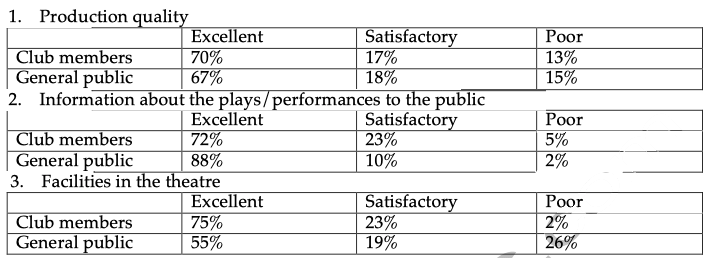 1. Production quality
Excellent Satisfactory Poor
Club members 70% 17% 13%
General public 67% 18% 15%
2. Information about the plays/performances to the public
Excellent Satisfactory Poor
Club members 72% 23% 5%
General public 88% 10% 2%
3. Facilities in the theatre
Excellent Satisfactory Poor
Club members 75% 23% 2%
General public 55% 19% 26%